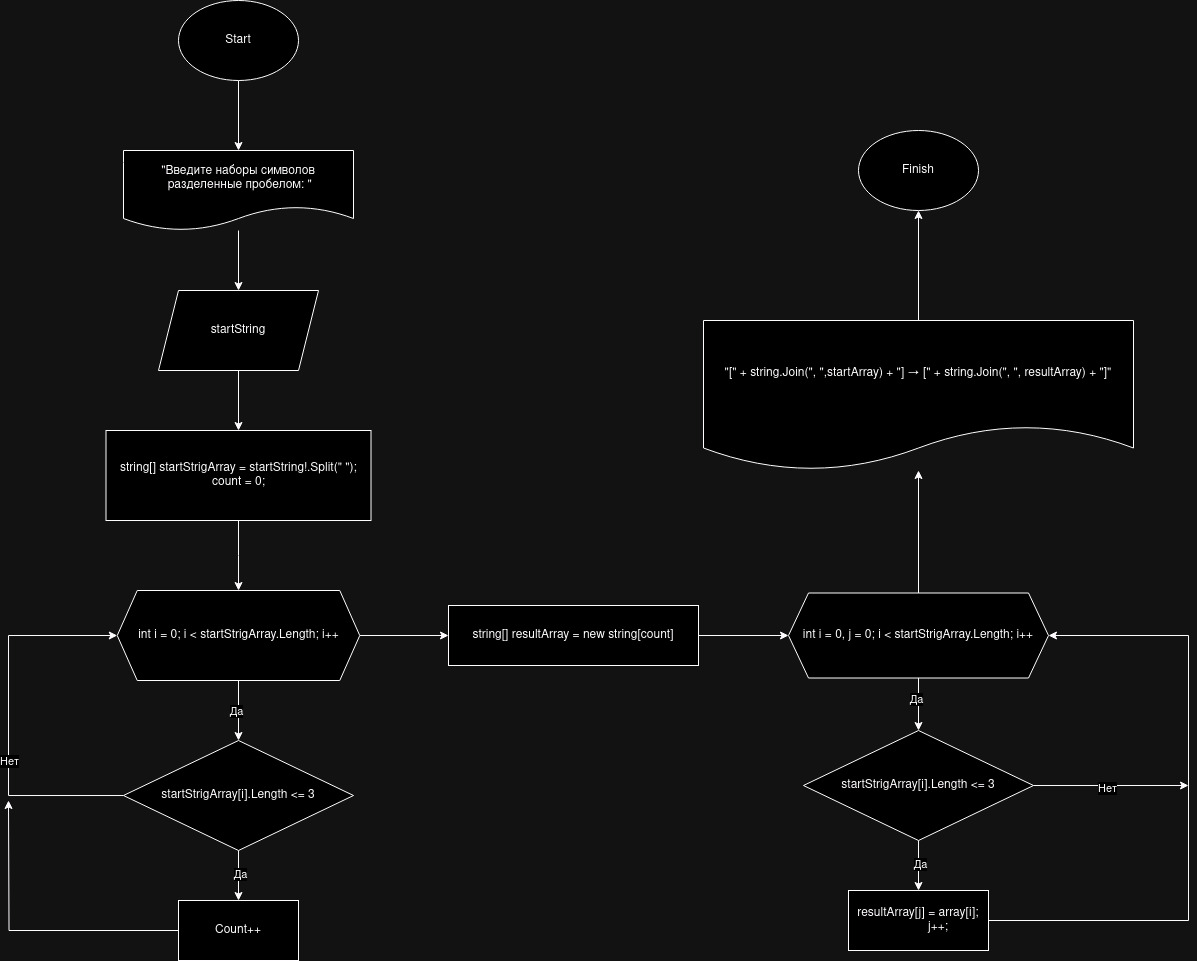 Start
"Введите наборы символов
разделенные пробелом: "
startString
string[] startStrigArray = startString!.Split(" ");
count = 0;
int i = 0; i < startStrigArray.Length; i++
Да
Нет
startStrigArray[i].Length <= 3
Да
Count++
string[] resultArray = new string[count]
int i = 0, j = 0; i < startStrigArray.Length; i++
Да
startStrigArray[i].Length <= 3
Нет
Да
resultArray[j] = array[i];
j++;
"[" + string.Join(", ",startArray) + "] → [" + string.Join(", ", resultArray) + "]"
Finish